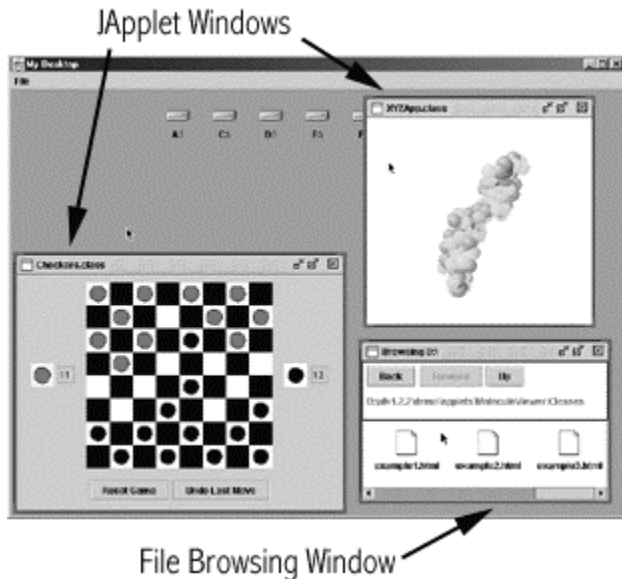 JApplet Windows
My Desktop
File
XYZApp.class
A:\ C:\ D:\ E:\
Checkers.class
11
12
Reset Game Undo Last Move
Browsing D:\
Back Forward Up
example1.html example2.html example3.html
File Browsing Window